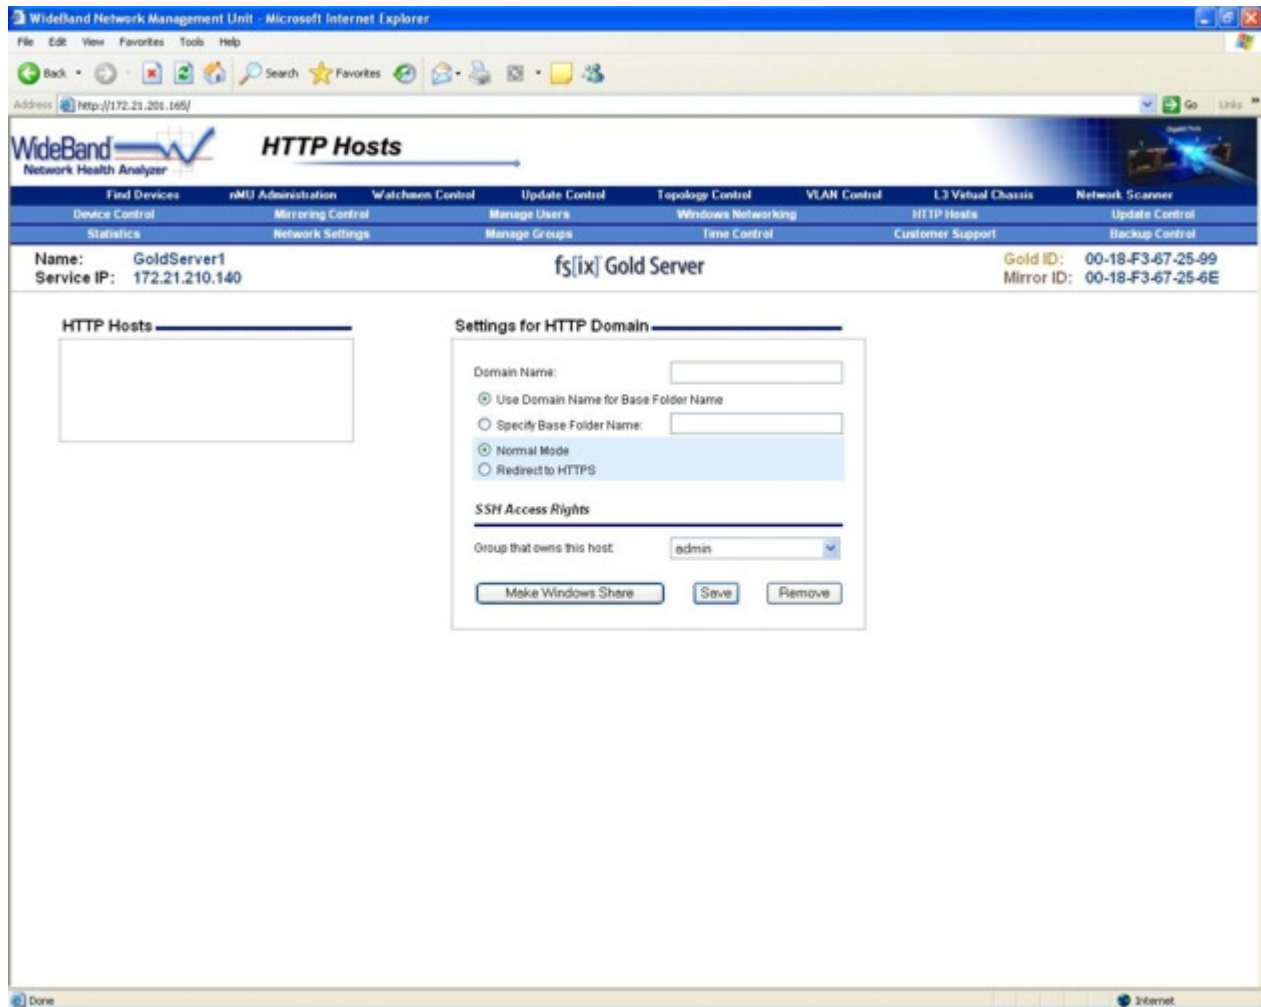 WideBand Network Management Unit - Microsoft Internet Explorer
File Edit View Favorites Tools Help
Back Search Favorites
Address http://172.21.201.165/ Go Links »
WideBand
Network Health Analyzer
HTTP Hosts
Gigabit Ports
Find Devices nMU Administration Watchmen Control Update Control Topology Control VLAN Control L3 Virtual Chassis Network Scanner
Device Control Mirroring Control Manage Users Windows Networking HTTP Hosts Update Control
Statistics Network Settings Manage Groups Time Control Customer Support Backup Control
Name: GoldServer1 fs[ix] Gold Server Gold ID: 00-18-F3-67-25-99
Service IP: 172.21.210.140 Mirror ID: 00-18-F3-67-25-6E
HTTP Hosts
Settings for HTTP Domain
Domain Name:
Use Domain Name for Base Folder Name
Specify Base Folder Name:
Normal Mode
Redirect to HTTPS
SSH Access Rights
Group that owns this host: admin
Make Windows Share Save Remove
Done Internet